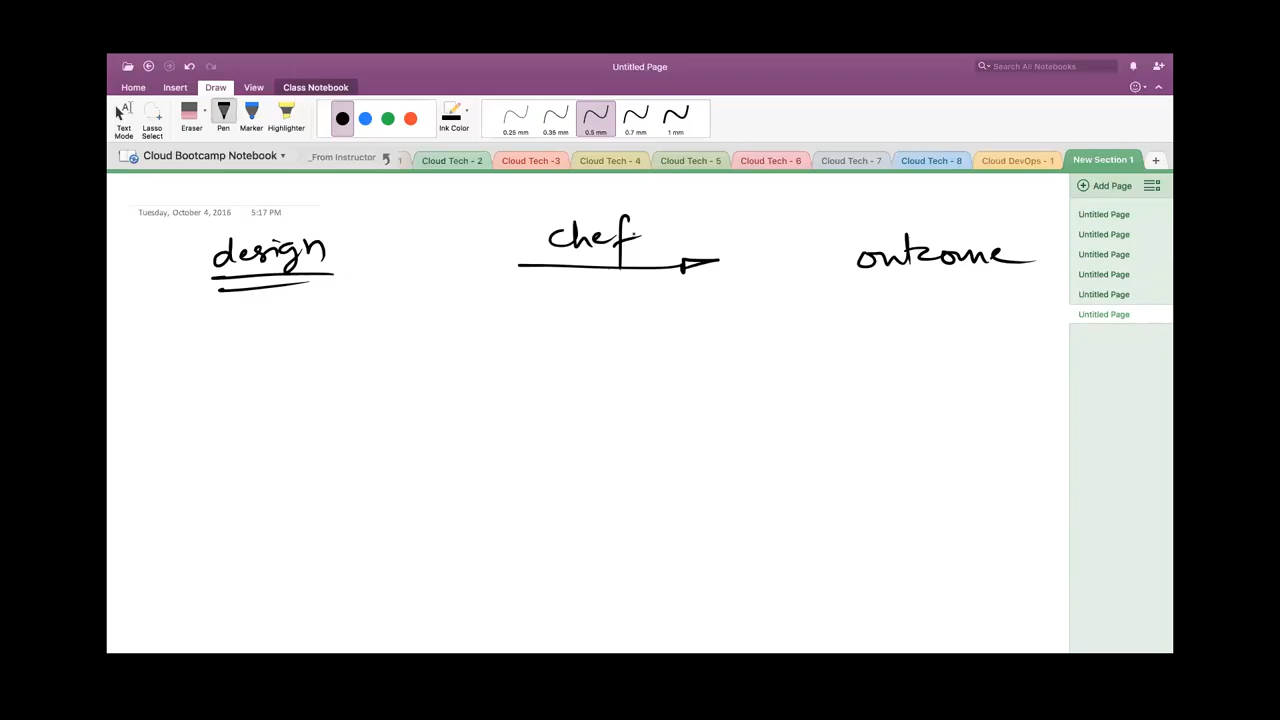 Untitled Page
Search All Notebooks
Home Insert Draw View Class Notebook
Text Mode
Lasso Select
Eraser
Pen
Marker
Highlighter
Ink Color
0.25 mm
0.35 mm
0.5 mm
0.7 mm
1 mm
Cloud Bootcamp Notebook
_From Instructor
1
Cloud Tech - 2
Cloud Tech -3
Cloud Tech - 4
Cloud Tech - 5
Cloud Tech - 6
Cloud Tech - 7
Cloud Tech - 8
Cloud DevOps - 1
New Section 1
Add Page
Tuesday, October 4, 2016 5:17 PM
design chef outcome
Untitled Page
Untitled Page
Untitled Page
Untitled Page
Untitled Page
Untitled Page